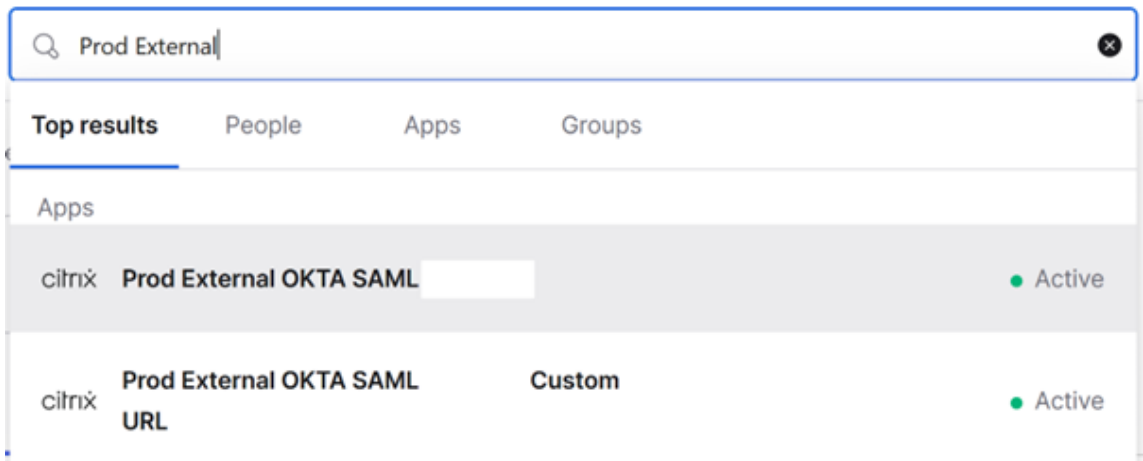 Prod External
Top results People Apps Groups
Apps
citrix Prod External OKTA SAML Active
Prod External OKTA SAML Custom
citrix URL Active